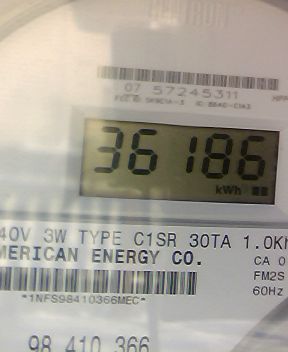 07 57245311
36186
kWh
40V 3W TYPE C1SR 30TA 1.0Kh
MERICAN ENERGY CO.
CA 0
FM2S
*1NFS98410366MEC*
60Hz
98 410 366